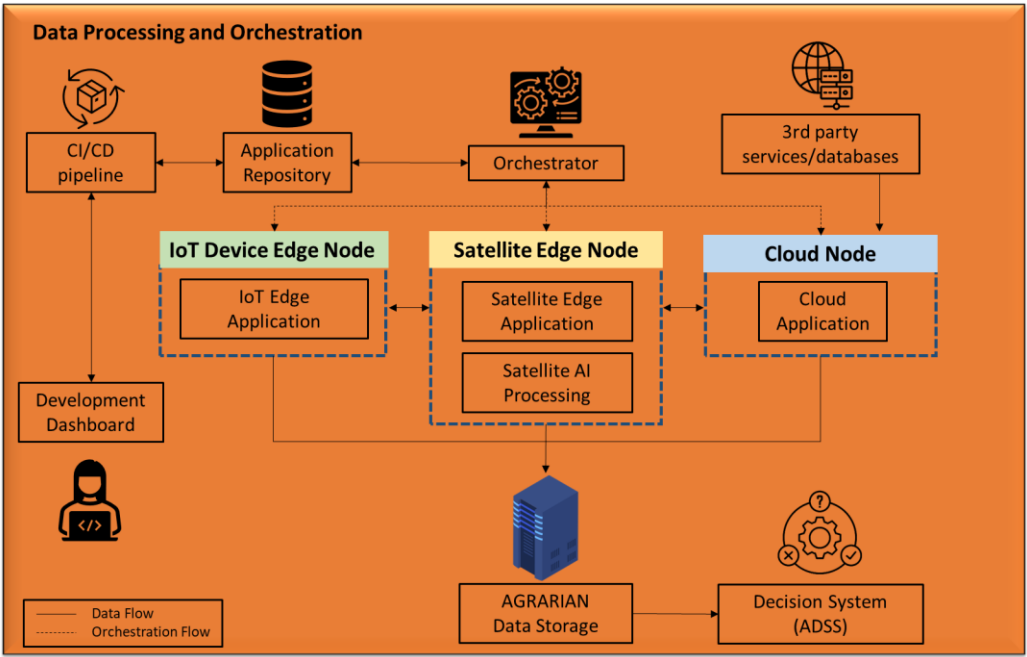 Data Processing and Orchestration
CI/CD
pipeline
Application
Repository
Orchestrator
3rd party
services/databases
IoT Device Edge Node
Satellite Edge Node
Cloud Node
IoT Edge
Application
Satellite Edge
Application
Cloud
Application
Satellite AI
Processing
Development
Dashboard
</>
?
AGRARIAN
Data Storage
Decision System
(ADSS)
Data Flow
Orchestration Flow